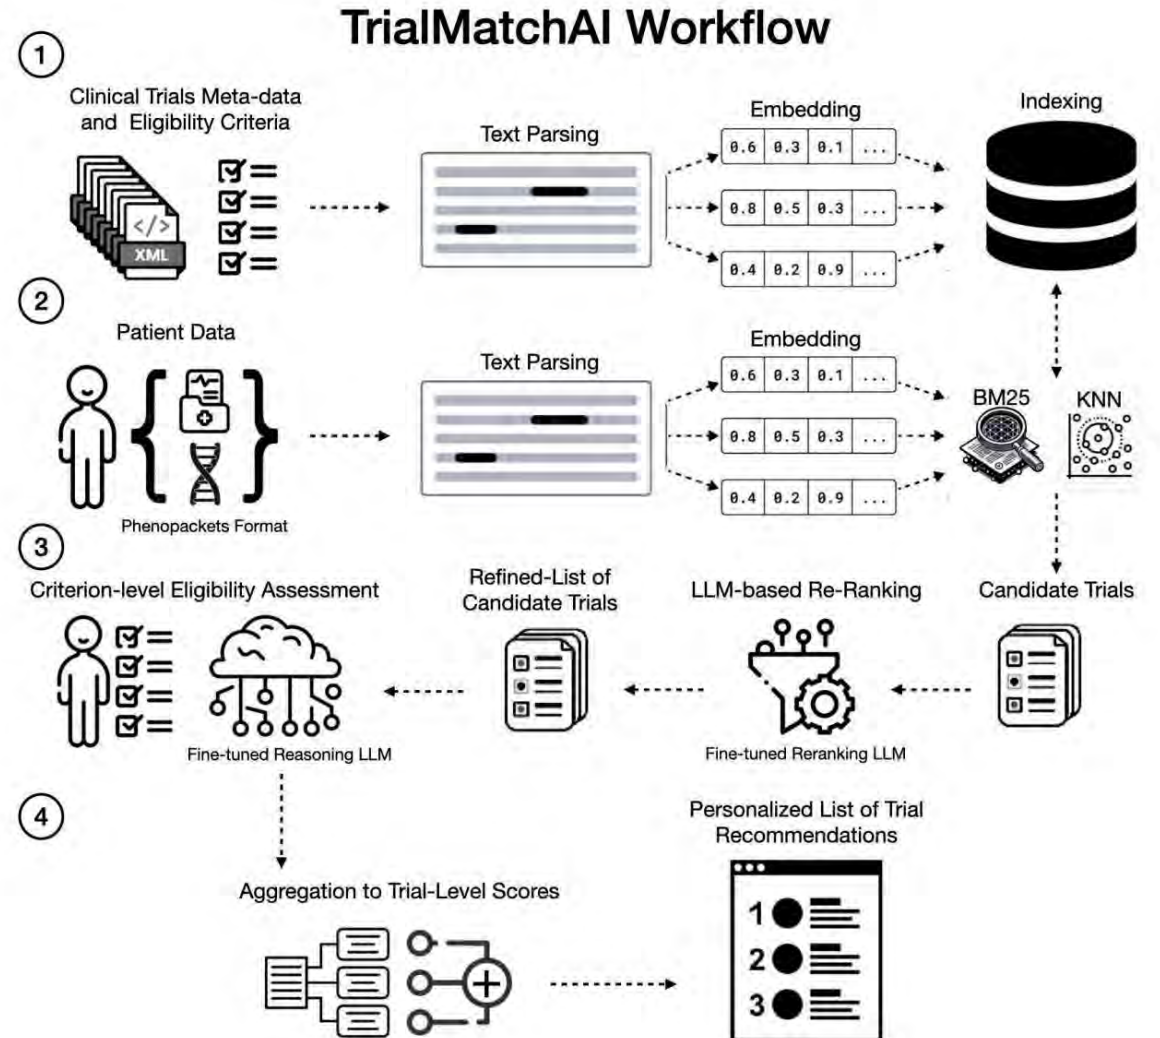 TrialMatchAI Workflow
1
Clinical Trials Meta-data
and Eligibility Criteria
</>
XML
Text Parsing
Embedding
0.6 0.3 0.1 ...
0.8 0.5 0.3 ...
0.4 0.2 0.9 ...
Indexing
2
Patient Data
Phenopackets Format
Text Parsing
Embedding
0.6 0.3 0.1 ...
0.8 0.5 0.3 ...
0.4 0.2 0.9 ...
BM25
KNN
3
Criterion-level Eligibility Assessment
Fine-tuned Reasoning LLM
Refined-List of
Candidate Trials
LLM-based Re-Ranking
Fine-tuned Reranking LLM
Candidate Trials
4
Aggregation to Trial-Level Scores
Personalized List of Trial
Recommendations
1
2
3